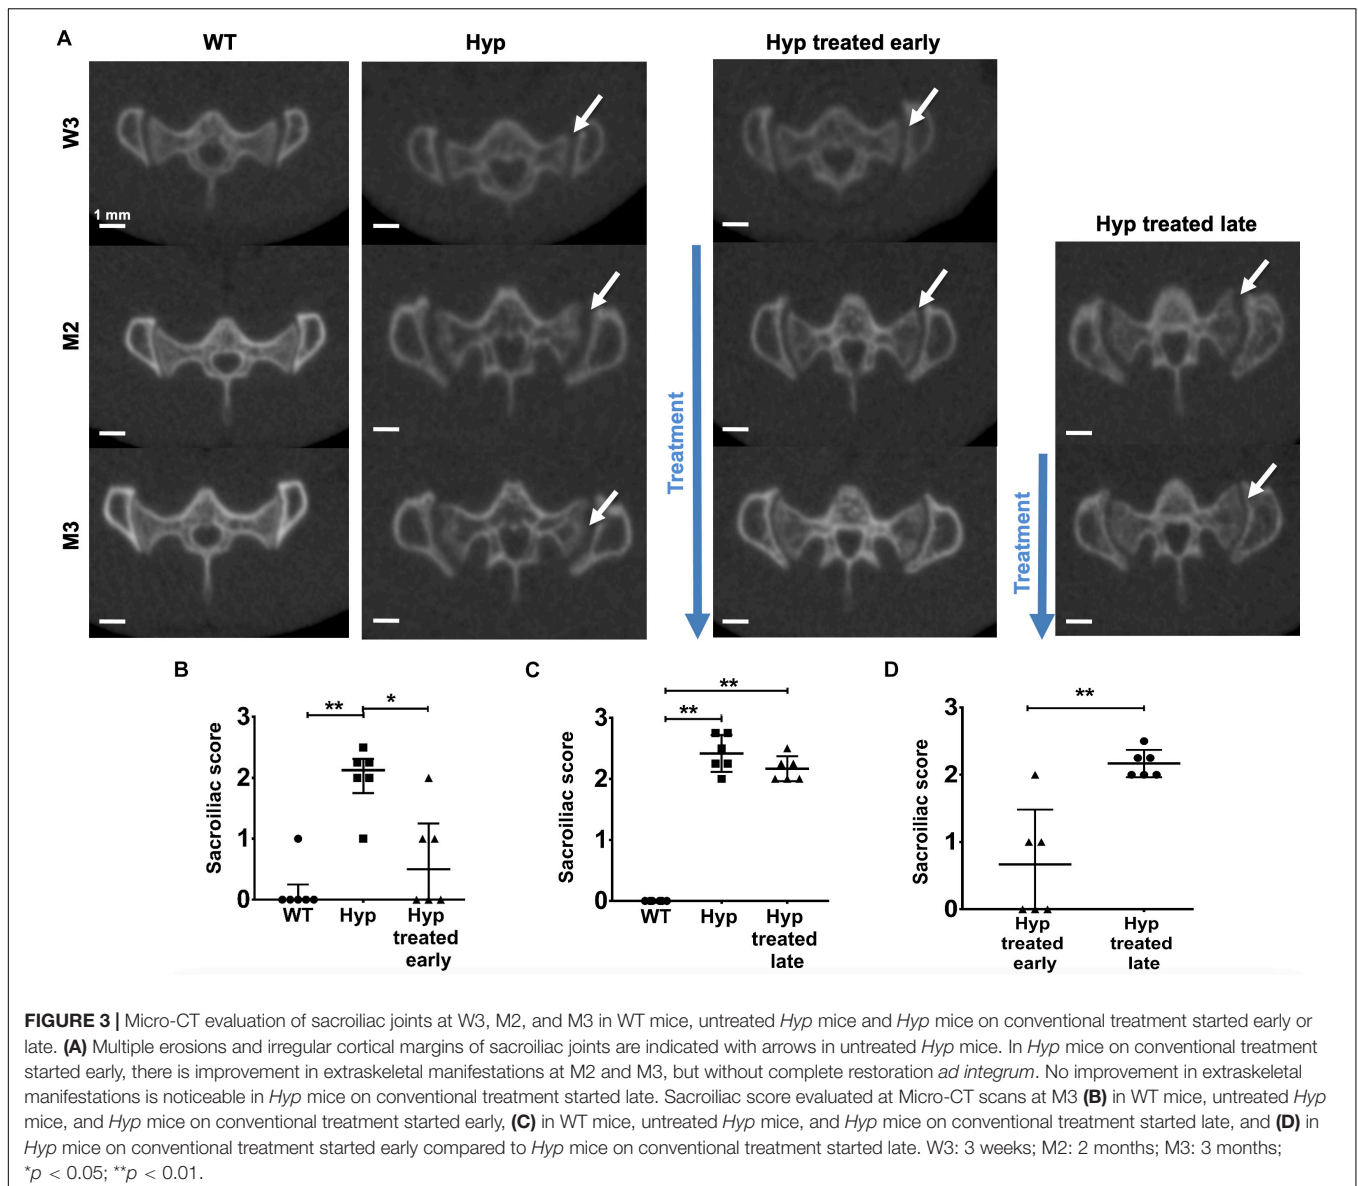 A
WT
Hyp
Hyp treated early
W3
1 mm
Hyp treated late
M2
Treatment
M3
Treatment
B
Sacroiliac score
3
2
1
0
**
*
WT
Hyp
Hyp
treated
early
C
Sacroiliac score
3
2
1
0
**
**
WT
Hyp
Hyp
treated
late
D
Sacroiliac score
3
2
1
0
**
Hyp
treated
early
Hyp
treated
late
FIGURE 3 | Micro-CT evaluation of sacroiliac joints at W3, M2, and M3 in WT mice, untreated Hyp mice and Hyp mice on conventional treatment started early or
late. (A) Multiple erosions and irregular cortical margins of sacroiliac joints are indicated with arrows in untreated Hyp mice. In Hyp mice on conventional treatment
started early, there is improvement in extraskeletal manifestations at M2 and M3, but without complete restoration ad integrum. No improvement in extraskeletal
manifestations is noticeable in Hyp mice on conventional treatment started late. Sacroiliac score evaluated at Micro-CT scans at M3 (B) in WT mice, untreated Hyp
mice, and Hyp mice on conventional treatment started early, (C) in WT mice, untreated Hyp mice, and Hyp mice on conventional treatment started late, and (D) in
Hyp mice on conventional treatment started early compared to Hyp mice on conventional treatment started late. W3: 3 weeks; M2: 2 months; M3: 3 months;
*p < 0.05; **p < 0.01.